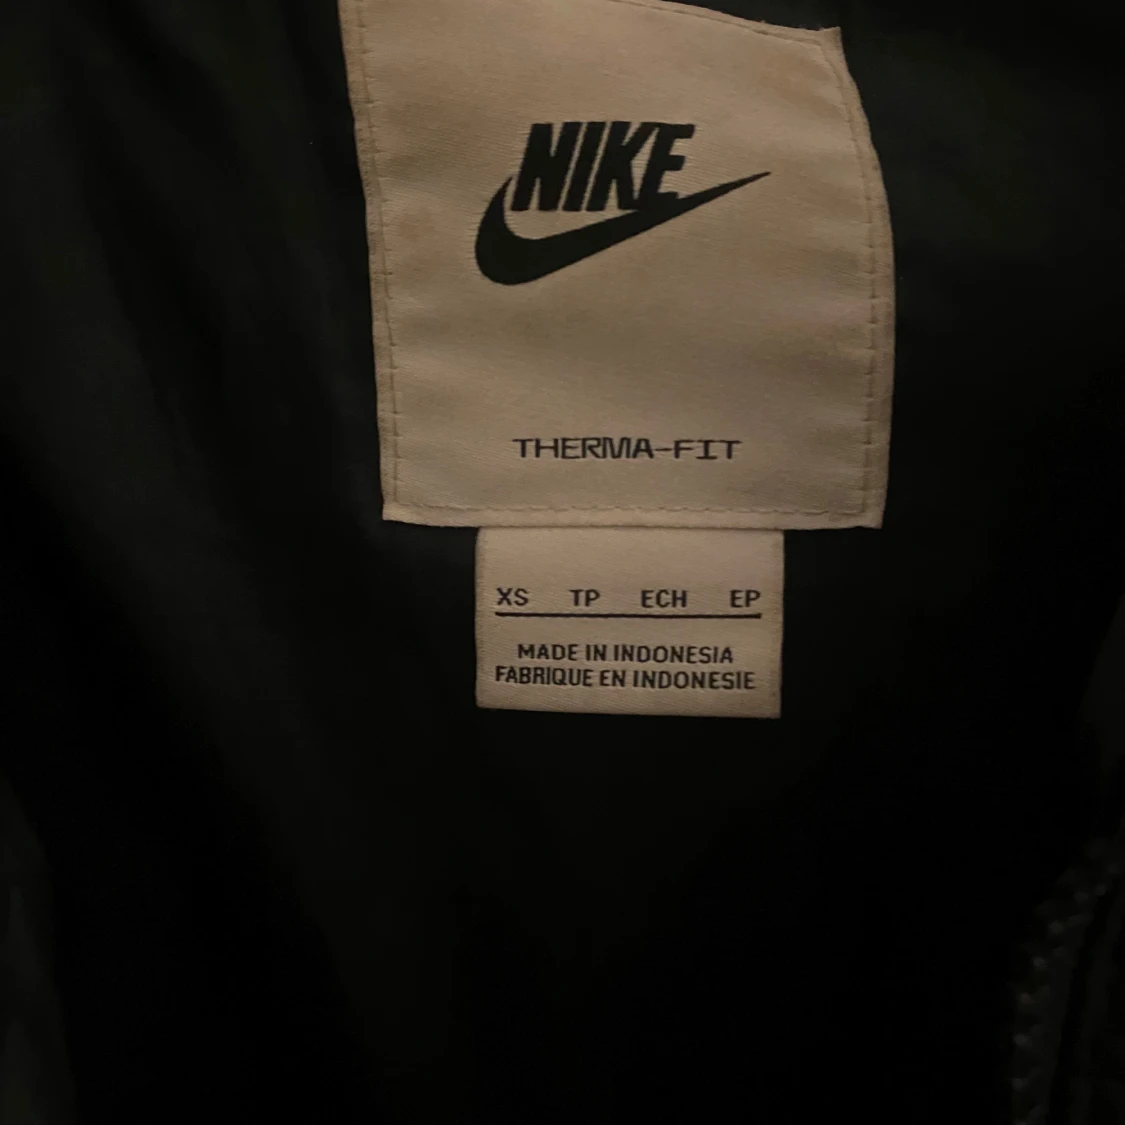 NIKE
THERMA-FIT
XS TP ECH EP
MADE IN INDONESIA
FABRIQUE EN INDONESIE